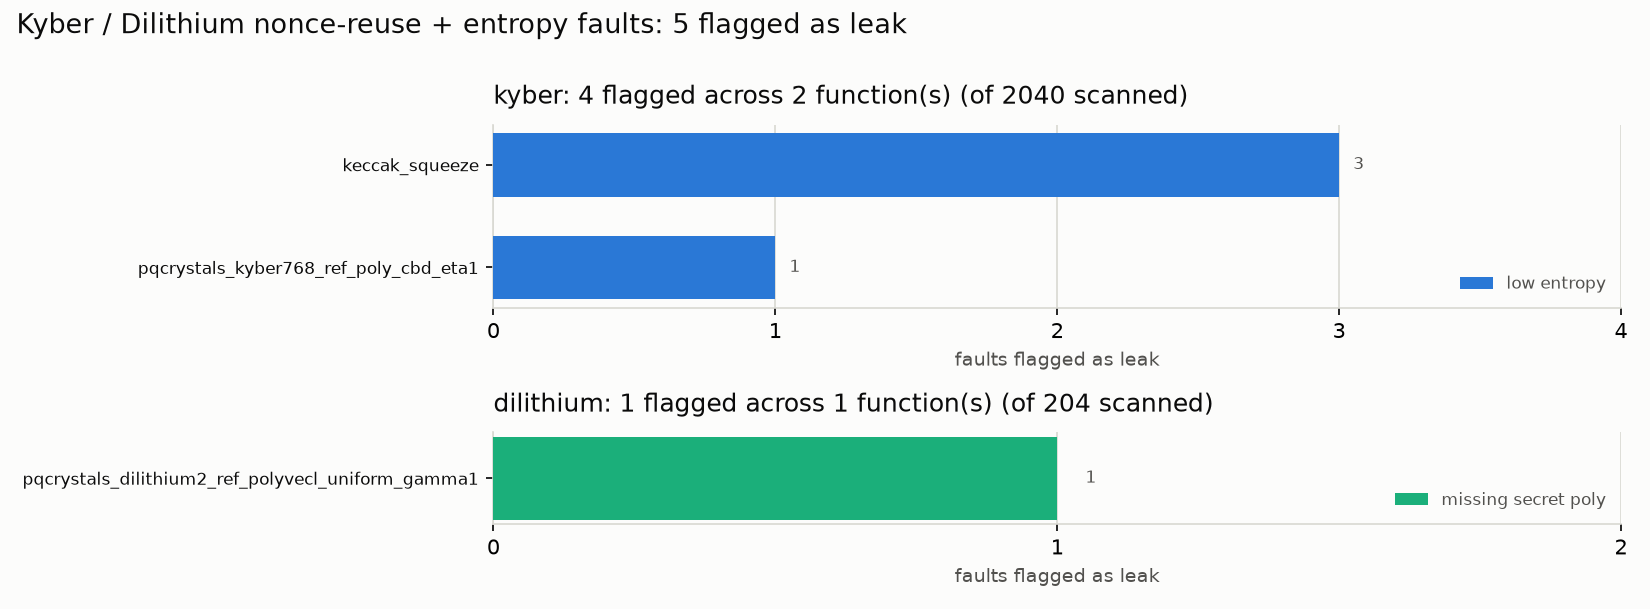 Kyber / Dilithium nonce-reuse + entropy faults: 5 flagged as leak
kyber: 4 flagged across 2 function(s) (of 2040 scanned)
keccak_squeeze
3
pqcrystals_kyber768_ref_poly_cbd_eta1
1
low entropy
0 1 2 3 4
faults flagged as leak
dilithium: 1 flagged across 1 function(s) (of 204 scanned)
pqcrystals_dilithium2_ref_polyvecl_uniform_gamma1
1
missing secret poly
0 1 2
faults flagged as leak